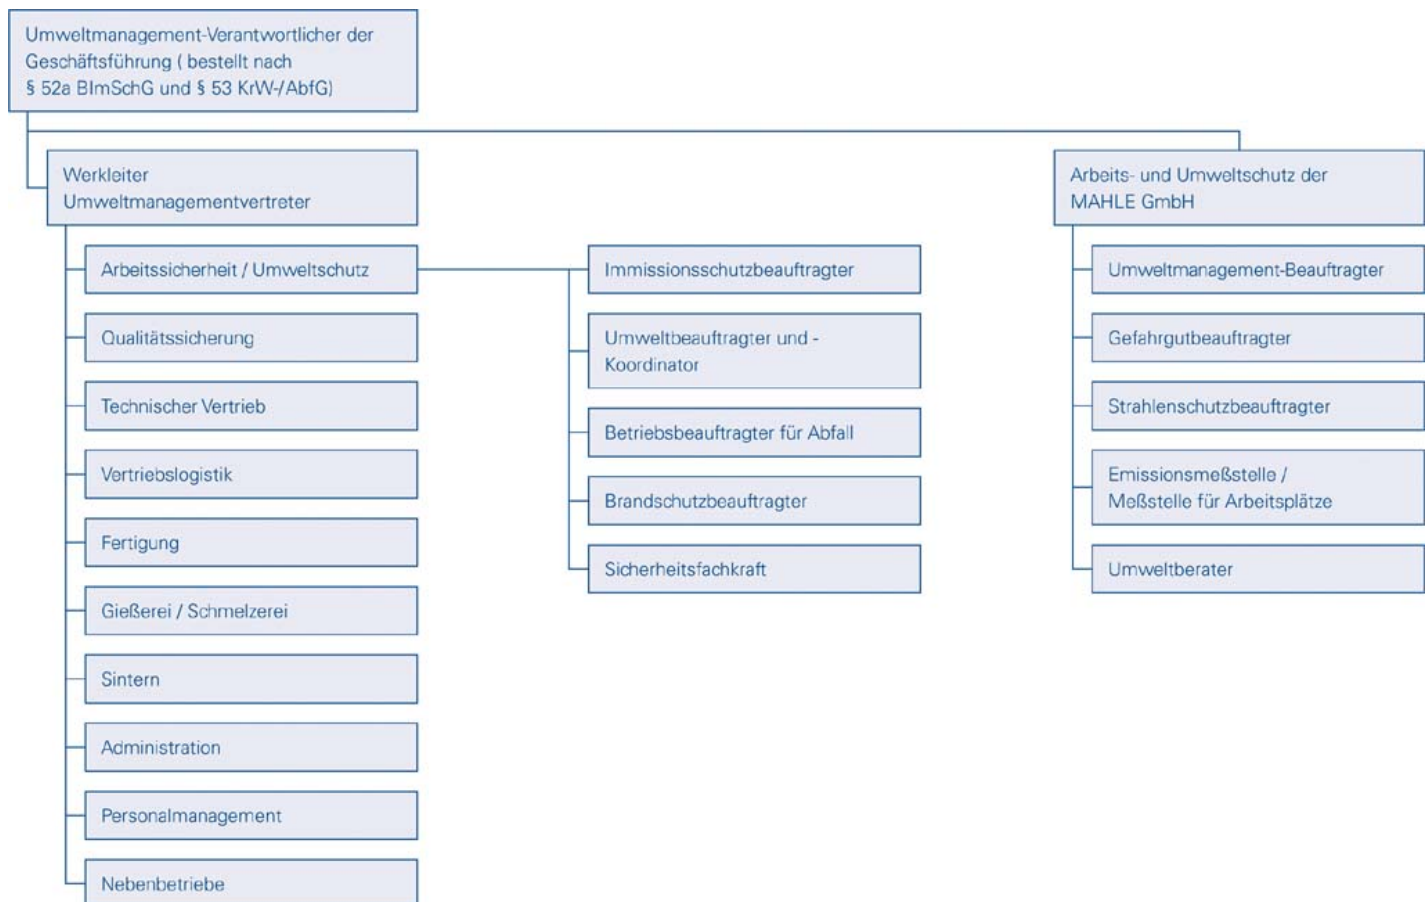 Umweltmanagement-Verantwortlicher der
Geschäftsführung ( bestellt nach
§ 52a BImSchG und § 53 KrW-/AbfG)
Werkleiter
Umweltmanagementvertreter
Arbeitssicherheit / Umweltschutz
Qualitätssicherung
Technischer Vertrieb
Vertriebslogistik
Fertigung
Gießerei / Schmelzerei
Sintern
Administration
Personalmanagement
Nebenbetriebe
Immissionsschutzbeauftragter
Umweltbeauftragter und -
Koordinator
Betriebsbeauftragter für Abfall
Brandschutzbeauftragter
Sicherheitsfachkraft
Arbeits- und Umweltschutz der
MAHLE GmbH
Umweltmanagement-Beauftragter
Gefahrgutbeauftragter
Strahlenschutzbeauftragter
Emissionsmeßstelle /
Meßstelle für Arbeitsplätze
Umweltberater